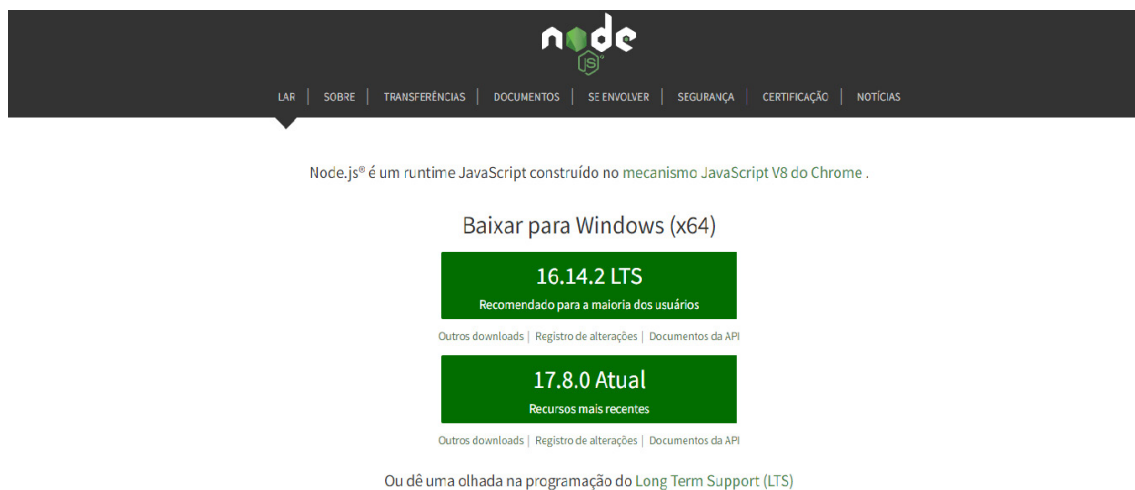 node
JS
LAR | SOBRE | TRANSFERÊNCIAS | DOCUMENTOS | SE ENVOLVER | SEGURANÇA | CERTIFICAÇÃO | NOTÍCIAS
Node.js® é um runtime JavaScript construído no mecanismo JavaScript V8 do Chrome .
Baixar para Windows (x64)
16.14.2 LTS
Recomendado para a maioria dos usuários
Outros downloads | Registro de alterações | Documentos da API
17.8.0 Atual
Recursos mais recentes
Outros downloads | Registro de alterações | Documentos da API
Ou dê uma olhada na programação do Long Term Support (LTS)